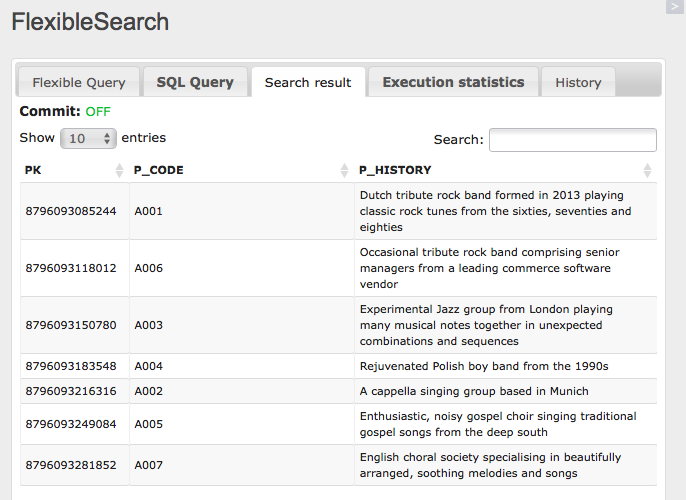 >
FlexibleSearch
Flexible Query SQL Query Search result Execution statistics History
Commit: OFF
Show 10 entries Search:
PK P_CODE P_HISTORY
8796093085244 A001 Dutch tribute rock band formed in 2013 playing
classic rock tunes from the sixties, seventies and
eighties
8796093118012 A006 Occasional tribute rock band comprising senior
managers from a leading commerce software
vendor
8796093150780 A003 Experimental Jazz group from London playing
many musical notes together in unexpected
combinations and sequences
8796093183548 A004 Rejuvenated Polish boy band from the 1990s
8796093216316 A002 A cappella singing group based in Munich
8796093249084 A005 Enthusiastic, noisy gospel choir singing traditional
gospel songs from the deep south
8796093281852 A007 English choral society specialising in beautifully
arranged, soothing melodies and songs